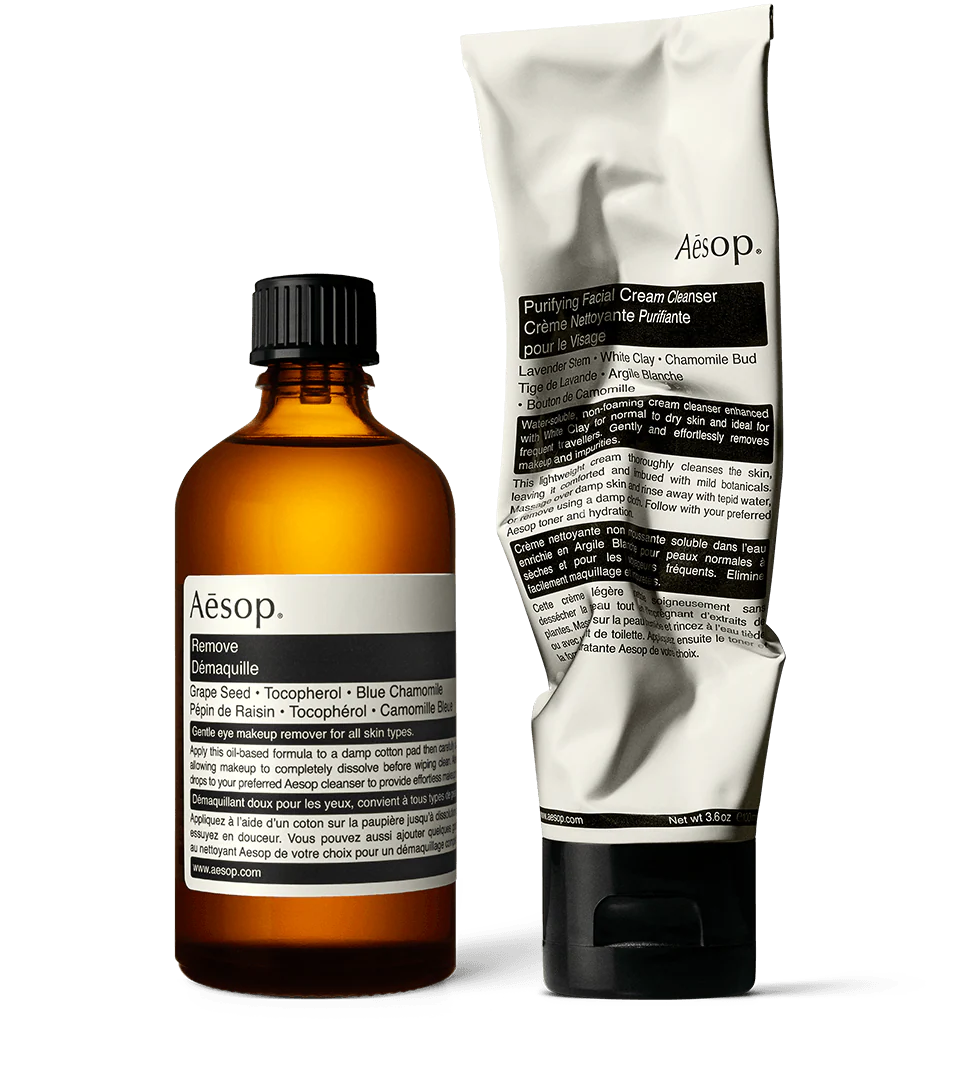 Aēsop®
Remove
Démaquille
Grape Seed • Tocopherol • Blue Chamomile
Pépin de Raisin • Tocophérol • Camomille Bleue
Gentle eye makeup remover for all skin types.
Apply this oil-based formula to a damp cotton pad then carefully
allowing makeup to completely dissolve before wiping clean.
drops to your preferred Aesop cleanser to provide effortless
Démaquillant doux pour les yeux, convient à tous types de
Appliquez à l'aide d'un coton sur la paupière jusqu'à
essuyez en douceur. Vous pouvez aussi ajouter quelques
au nettoyant Aesop de votre choix pour un démaquillage
www.aesop.com
Aēsop®
Purifying Facial Cream Cleanser
Crème Nettoyante Purifiante
pour le Visage
Lavender Stem • White Clay • Chamomile Bud
Tige de Lavande • Argile Blanche
• Bouton de Camomille
Water-soluble, non-foaming cream cleanser enhanced
with White Clay for normal to dry skin and ideal for
frequent travellers. Gently and effortlessly removes
makeup and impurities.
This lightweight cream thoroughly cleanses the skin,
leaving it comforted and imbued with mild botanicals.
Massage over damp skin and rinse away with tepid water,
or remove using a damp cloth. Follow with your preferred
Aesop toner and hydration.
Crème nettoyante non moussante soluble dans l'eau
enrichie en Argile Blanche pour peaux normales à
sèches et pour les fréquents. Elimine
facilement maquillage
Cette crème légère soigneusement sans
dessécher la peau tout d'extraits de
plantes. sur la peau et rincez à l'eau tiède
ou avec de toilette. Appliquez ensuite le toner
la Aesop de votre choix.
www.aesop.com Net wt 3.6 oz